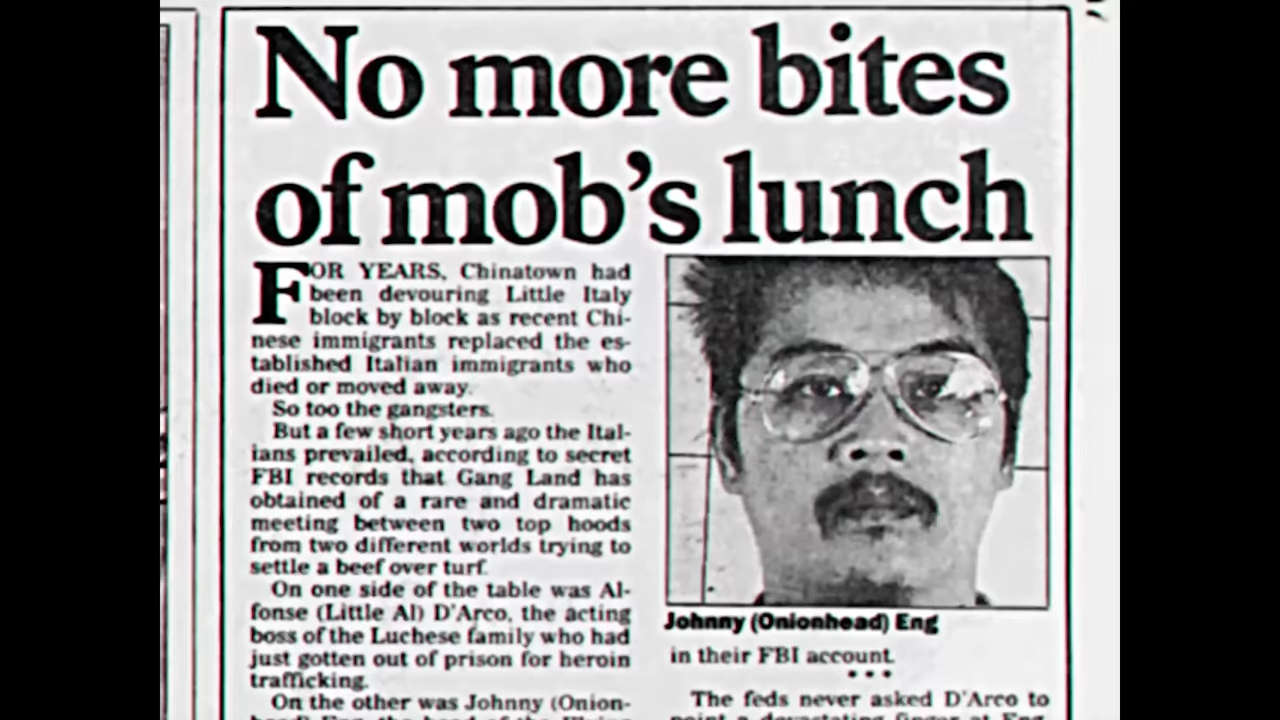 No more bites
of mob's lunch
FOR YEARS, Chinatown had
been devouring Little Italy
block by block as recent Chi-
nese immigrants replaced the es-
tablished Italian immigrants who
died or moved away.
So too the gangsters.
But a few short years ago the Ital-
ians prevailed, according to secret
FBI records that Gang Land has
obtained of a rare and dramatic
meeting between two top hoods
from two different worlds trying to
settle a beef over turf.
On one side of the table was Al-
fonse (Little Al) D'Arco, the acting
boss of the Luchese family who had
just gotten out of prison for heroin
trafficking.
On the other was Johnny (Onion-
Johnny (Onionhead) Eng
in their FBI account.
• • •
The feds never asked D'Arco to
point a devastating finger at Eng